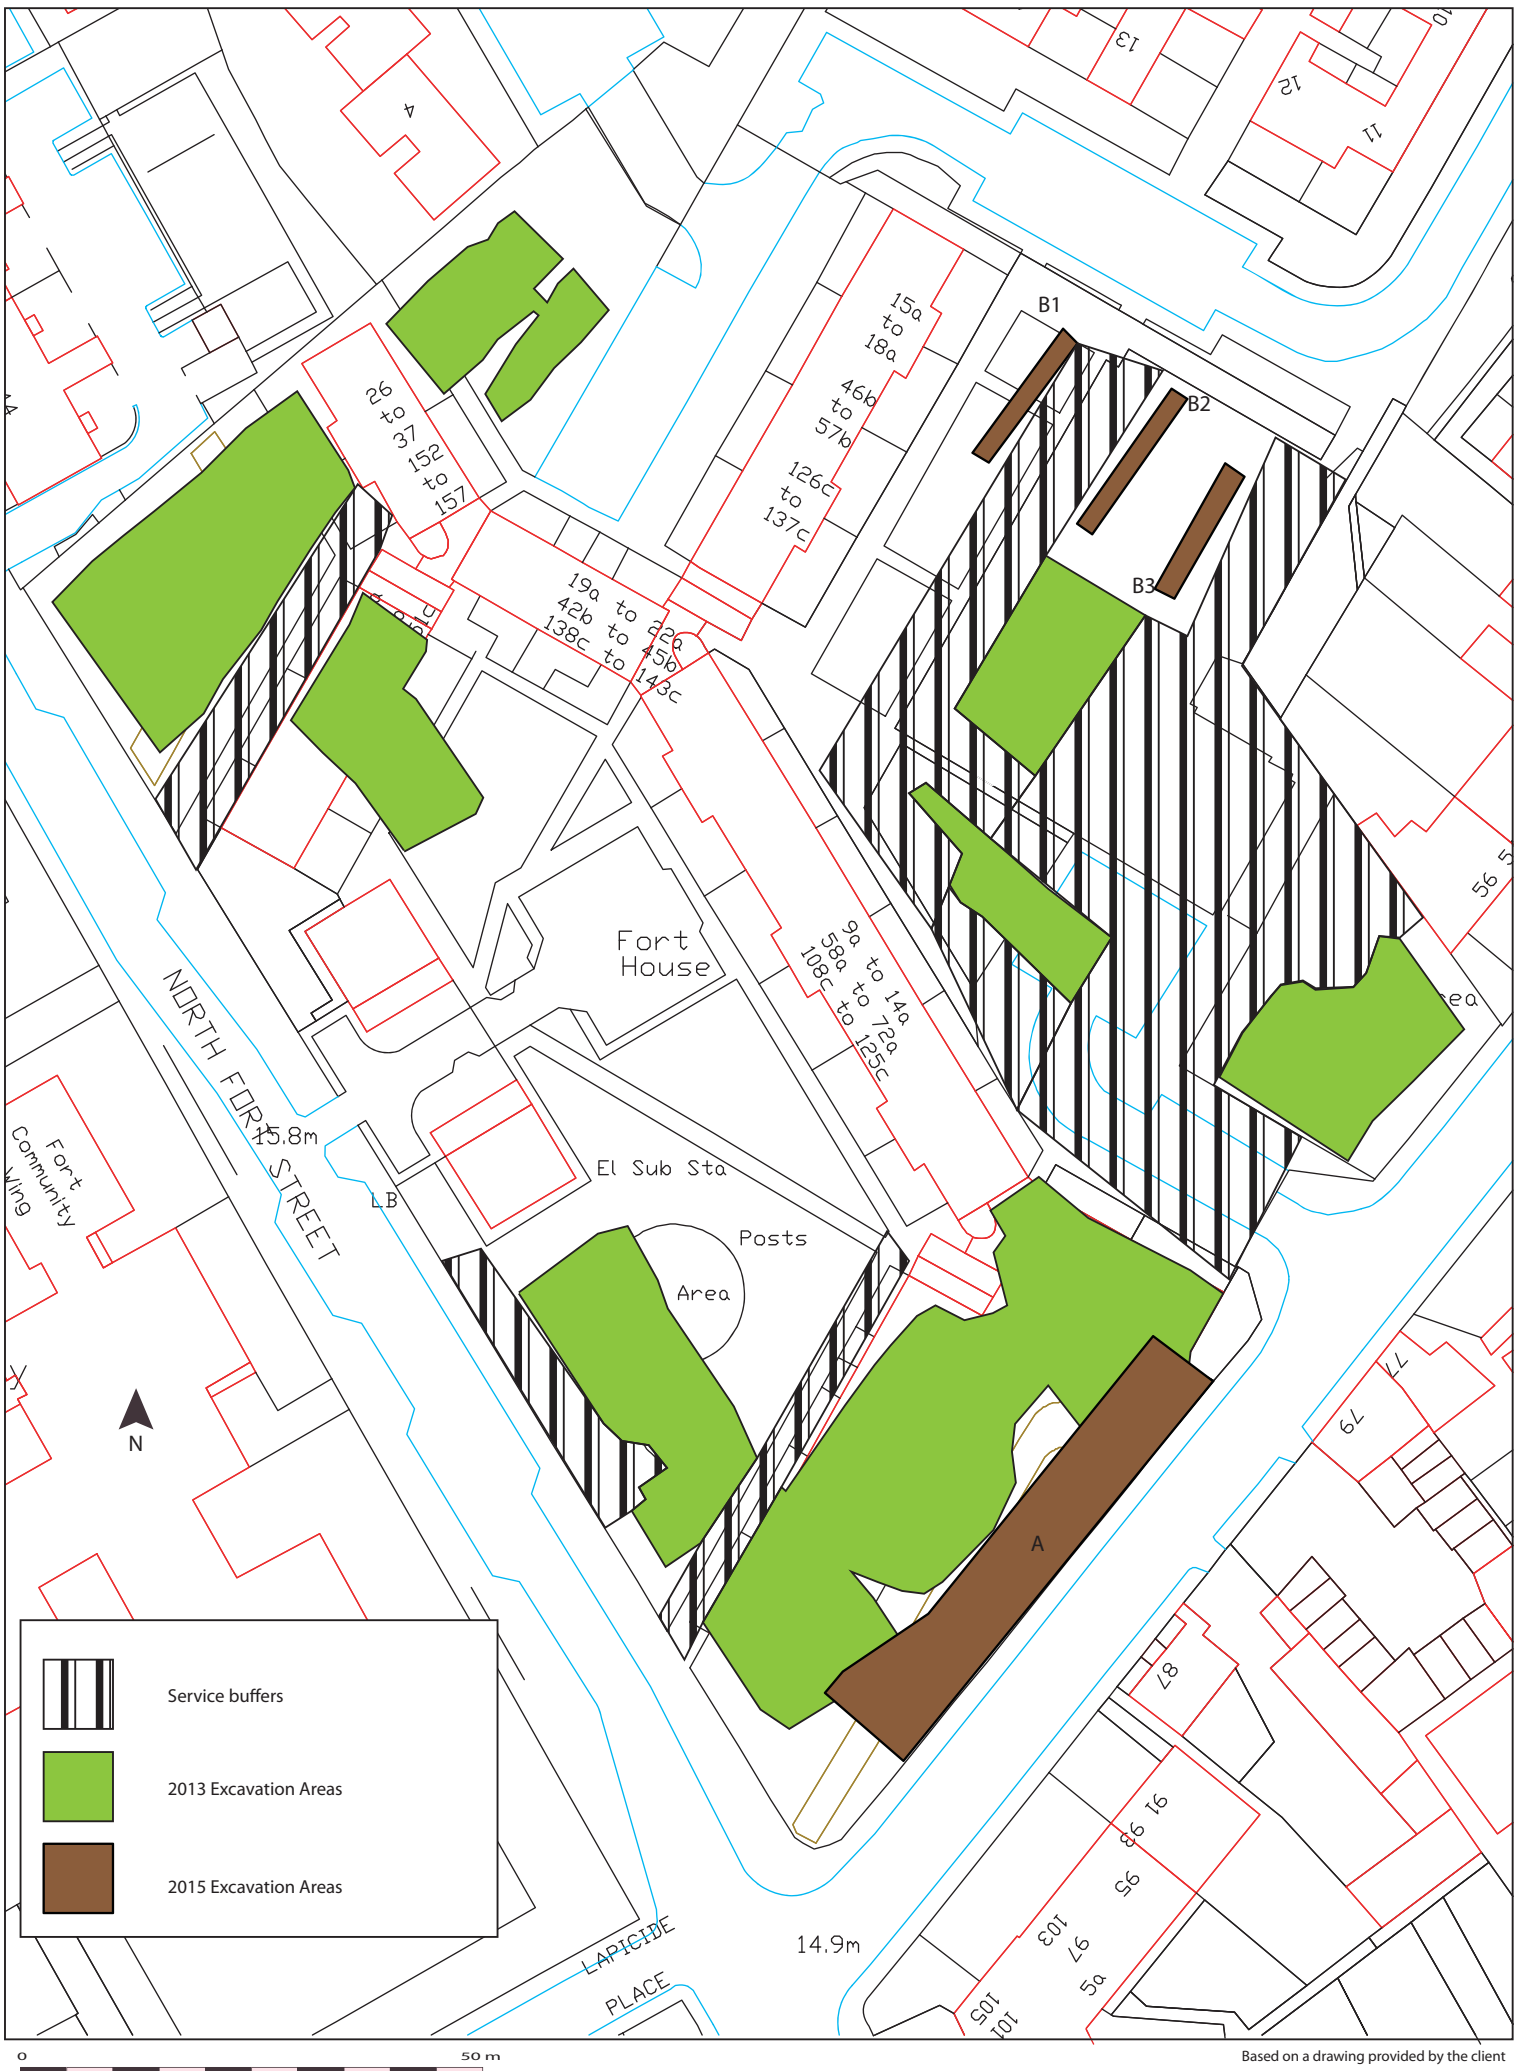 10
13
12
11
4
15a
to
18a
46b
to
57b
126c
to
137c
B1
B2
B3
26
to
37
152
to
157
19a to 22a
42b to 45b
138c to 143c
9a to 14a
58a to 72a
108c to 125c
Fort
House
56
NORTH FORT STREET
15.8m
LB
Fort
Community
Wing
El Sub Sta
Posts
Area
A
77
79
N
87
91
93
95
97
103
5a
105
101
Service buffers
2013 Excavation Areas
2015 Excavation Areas
LAPICIDE
PLACE
14.9m
0 50 m
Based on a drawing provided by the client